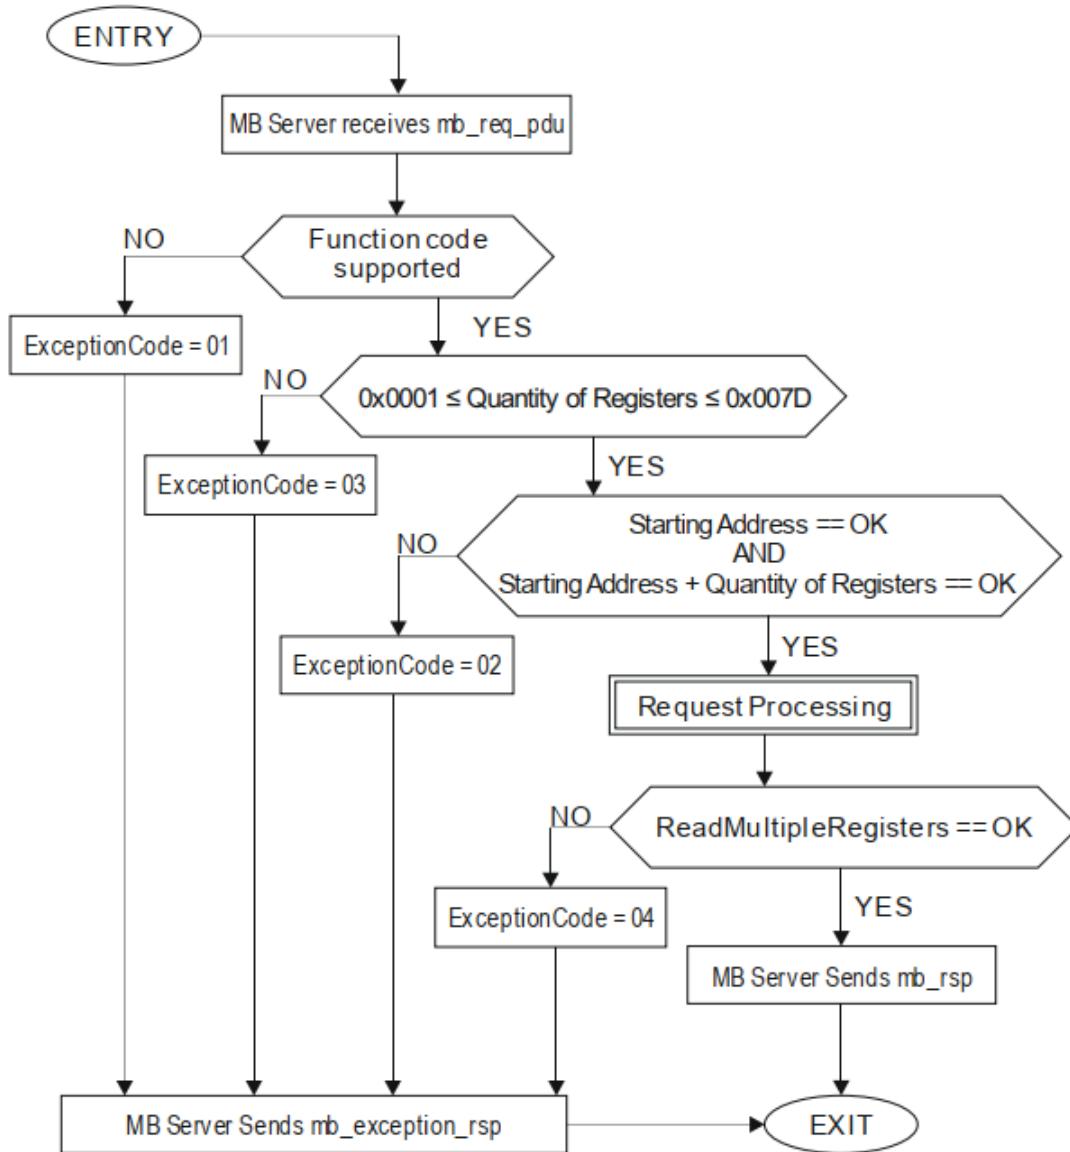 ENTRY
MB Server receives mb_req_pdu
NO
Function code
supported
YES
ExceptionCode = 01
NO
0x0001 ≤ Quantity of Registers ≤ 0x007D
YES
ExceptionCode = 03
NO
Starting Address == OK
AND
Starting Address + Quantity of Registers == OK
YES
ExceptionCode = 02
Request Processing
NO
ReadMultipleRegisters == OK
YES
ExceptionCode = 04
MB Server Sends mb_rsp
MB Server Sends mb_exception_rsp
EXIT